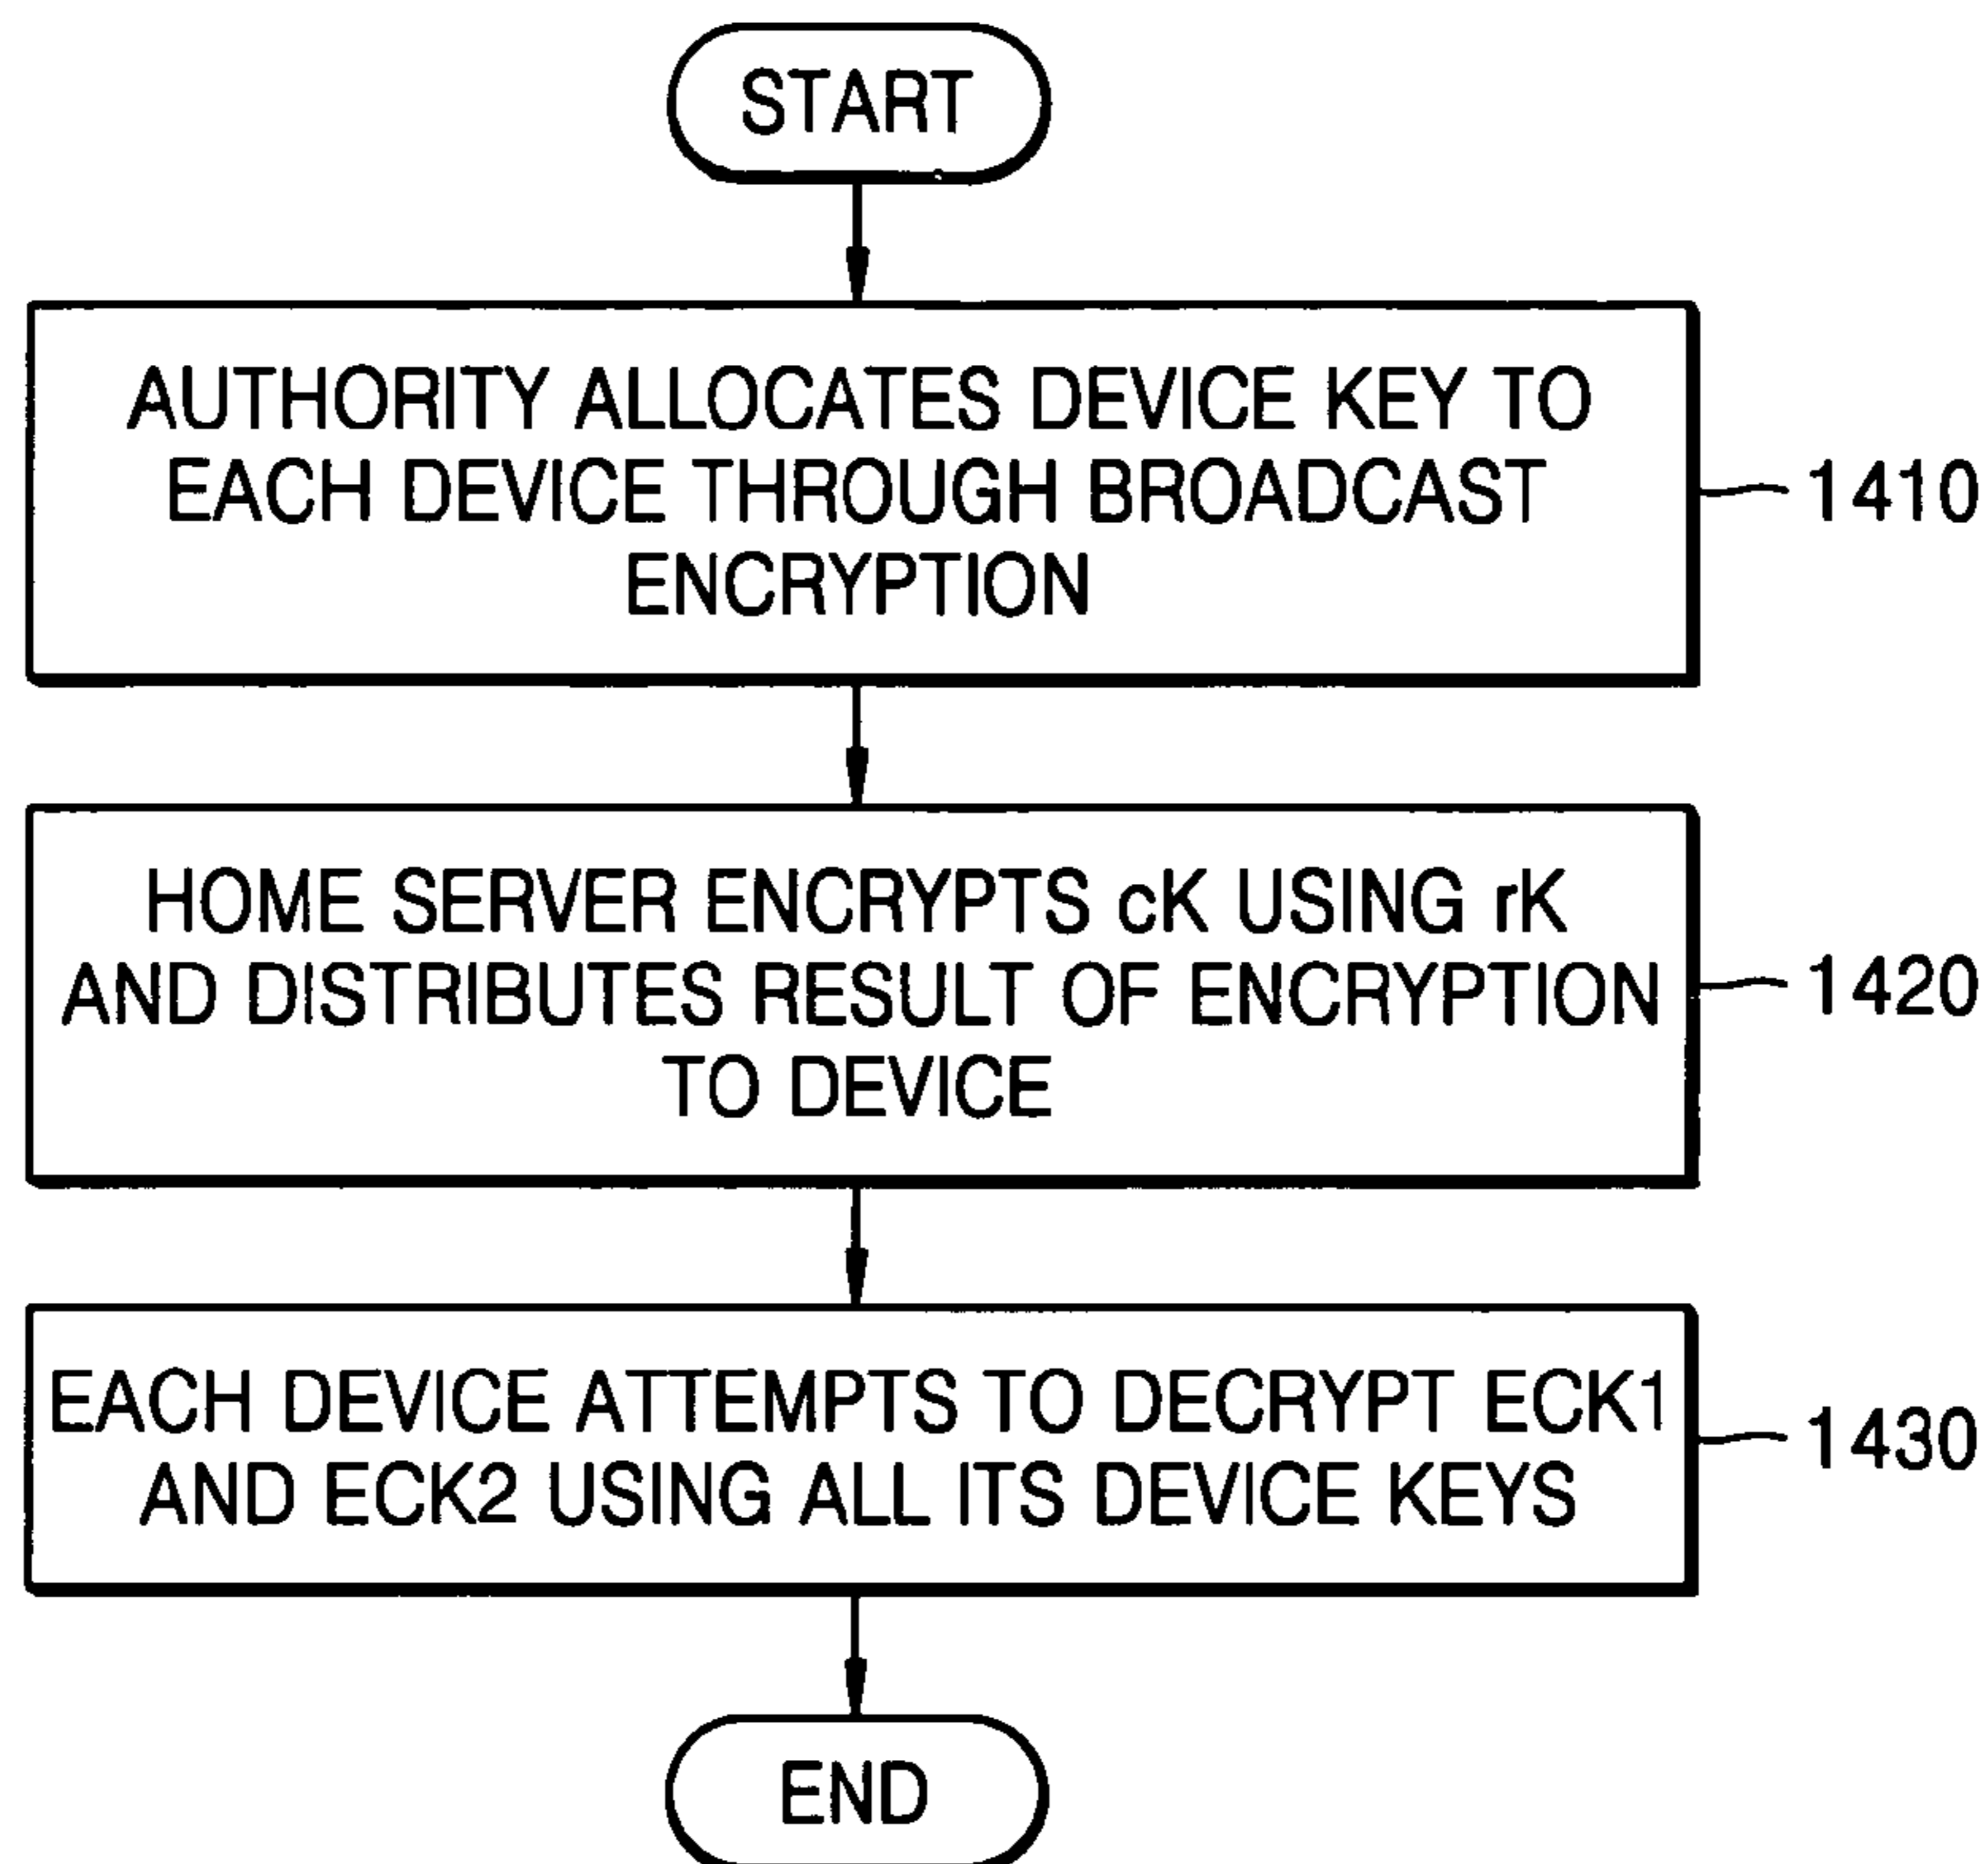 START
AUTHORITY ALLOCATES DEVICE KEY TO
EACH DEVICE THROUGH BROADCAST
ENCRYPTION
1410
HOME SERVER ENCRYPTS cK USING rK
AND DISTRIBUTES RESULT OF ENCRYPTION
TO DEVICE
1420
EACH DEVICE ATTEMPTS TO DECRYPT ECK1
AND ECK2 USING ALL ITS DEVICE KEYS
1430
END